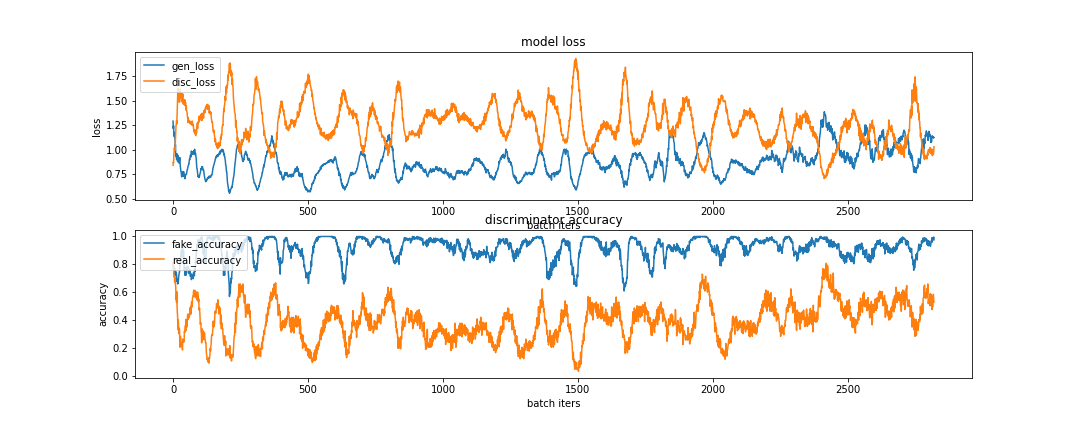 model loss
gen_loss
disc_loss
1.75
1.50
1.25
1.00
0.75
0.50
loss
0 500 1000 1500 2000 2500
batch iters
discriminator accuracy
fake_accuracy
real_accuracy
1.0
0.8
0.6
0.4
0.2
0.0
accuracy
0 500 1000 1500 2000 2500
batch iters